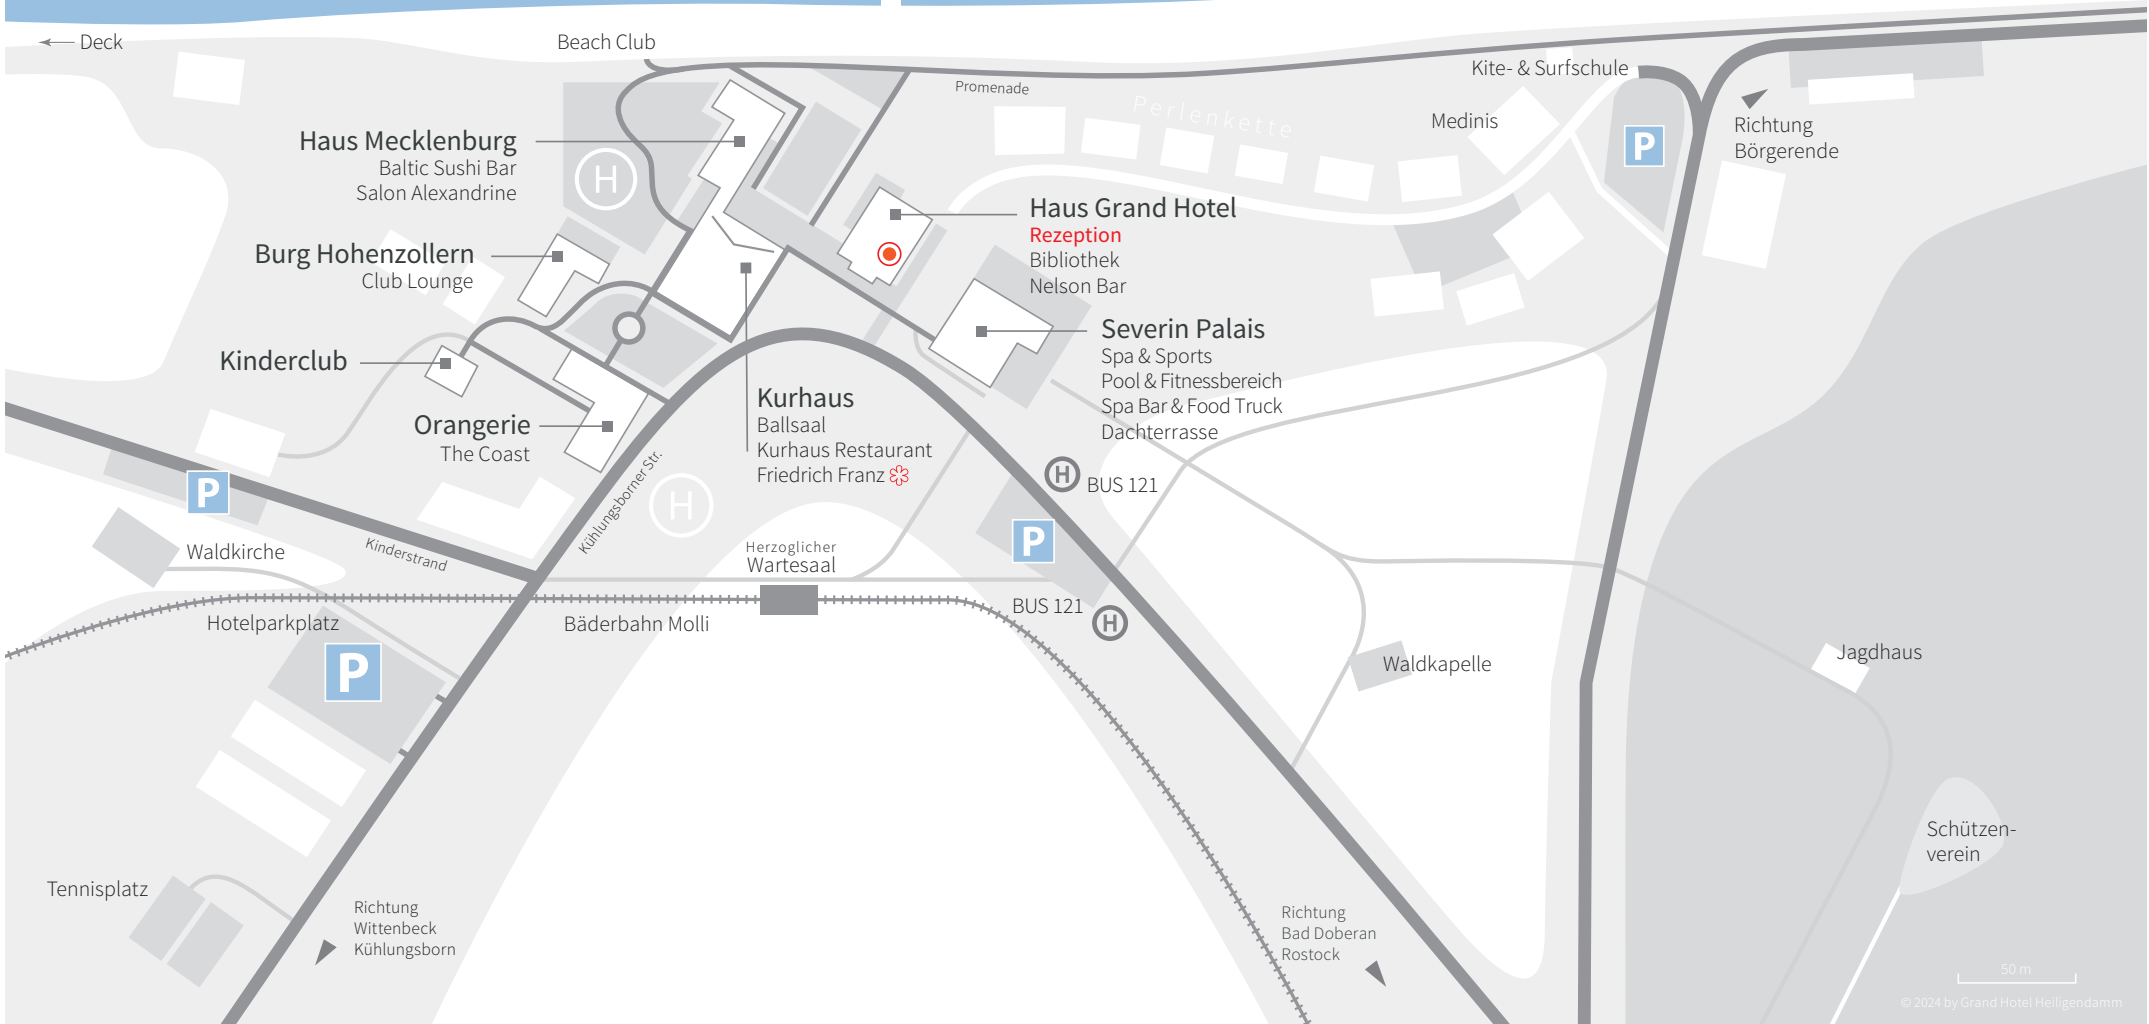 Deck
Beach Club
Kite- & Surfschule
Promenade
Perlenkette
Medinis
P
Richtung
Börgerende
Haus Mecklenburg
Baltic Sushi Bar
Salon Alexandrine
H
Haus Grand Hotel
Rezeption
Bibliothek
Nelson Bar
Burg Hohenzollern
Club Lounge
Severin Palais
Spa & Sports
Pool & Fitnessbereich
Spa Bar & Food Truck
Dachterrasse
Kinderclub
Kurhaus
Ballsaal
Kurhaus Restaurant
Friedrich Franz
Orangerie
The Coast
Kühlungsborner Str.
H
H
BUS 121
P
P
Kinderstrand
Waldkirche
Herzoglicher
Wartesaal
BUS 121
H
Hotelparkplatz
P
Bäderbahn Molli
Waldkapelle
Jagdhaus
Schützen-
verein
Tennisplatz
Richtung
Wittenbeck
Kühlungsborn
Richtung
Bad Doberan
Rostock
50 m
© 2024 by Grand Hotel Heiligendamm